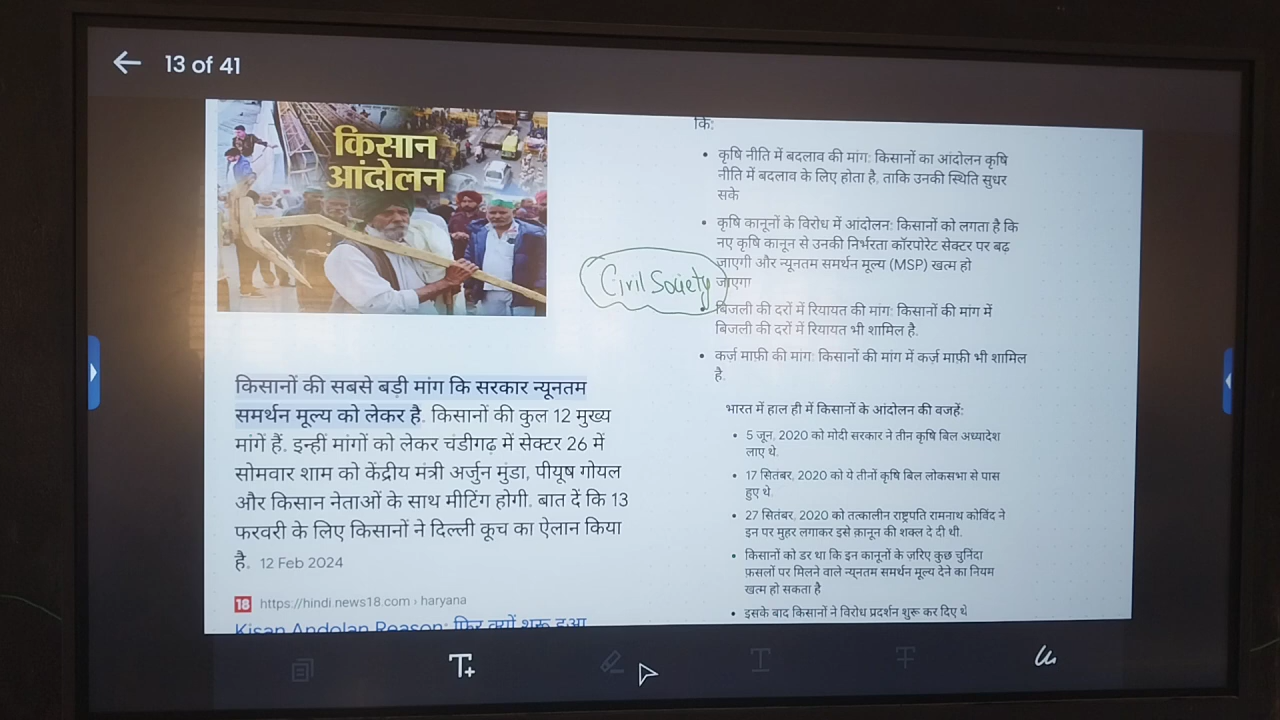 13 of 41
किसान
आंदोलन
किसानों की सबसे बड़ी मांग कि सरकार न्यूनतम
समर्थन मूल्य को लेकर है. किसानों की कुल 12 मुख्य
मांगें हैं. इन्हीं मांगों को लेकर चंडीगढ़ में सेक्टर 26 में
सोमवार शाम को केंद्रीय मंत्री अर्जुन मुंडा, पीयूष गोयल
और किसान नेताओं के साथ मीटिंग होगी. बात दें कि 13
फरवरी के लिए किसानों ने दिल्ली कूच का ऐलान किया
है. 12 Feb 2024
18 https://hindi.news18.com › haryana
Kisan Andolan Reason: फिर क्यों शुरू हुआ
Civil Society
कि:
• कृषि नीति में बदलाव की मांग: किसानों का आंदोलन कृषि
नीति में बदलाव के लिए होता है, ताकि उनकी स्थिति सुधर
सके
• कृषि कानूनों के विरोध में आंदोलन: किसानों को लगता है कि
नए कृषि कानून से उनकी निर्भरता कॉरपोरेट सेक्टर पर बढ़
जाएगी और न्यूनतम समर्थन मूल्य (MSP) खत्म हो
जाएगा
• बिजली की दरों में रियायत की मांग: किसानों की मांग में
बिजली की दरों में रियायत भी शामिल है.
• कर्ज़ माफ़ी की मांग: किसानों की मांग में कर्ज़ माफ़ी भी शामिल
है.
भारत में हाल ही में किसानों के आंदोलन की वजहें:
• 5 जून, 2020 को मोदी सरकार ने तीन कृषि बिल अध्यादेश
लाए थे.
• 17 सितंबर, 2020 को ये तीनों कृषि बिल लोकसभा से पास
हुए थे.
• 27 सितंबर, 2020 को तत्कालीन राष्ट्रपति रामनाथ कोविंद ने
इन पर मुहर लगाकर इसे क़ानून की शक्ल दे दी थी.
• किसानों को डर था कि इन कानूनों के ज़रिए कुछ चुनिंदा
फ़सलों पर मिलने वाले न्यूनतम समर्थन मूल्य देने का नियम
खत्म हो सकता है
• इसके बाद किसानों ने विरोध प्रदर्शन शुरू कर दिए थे